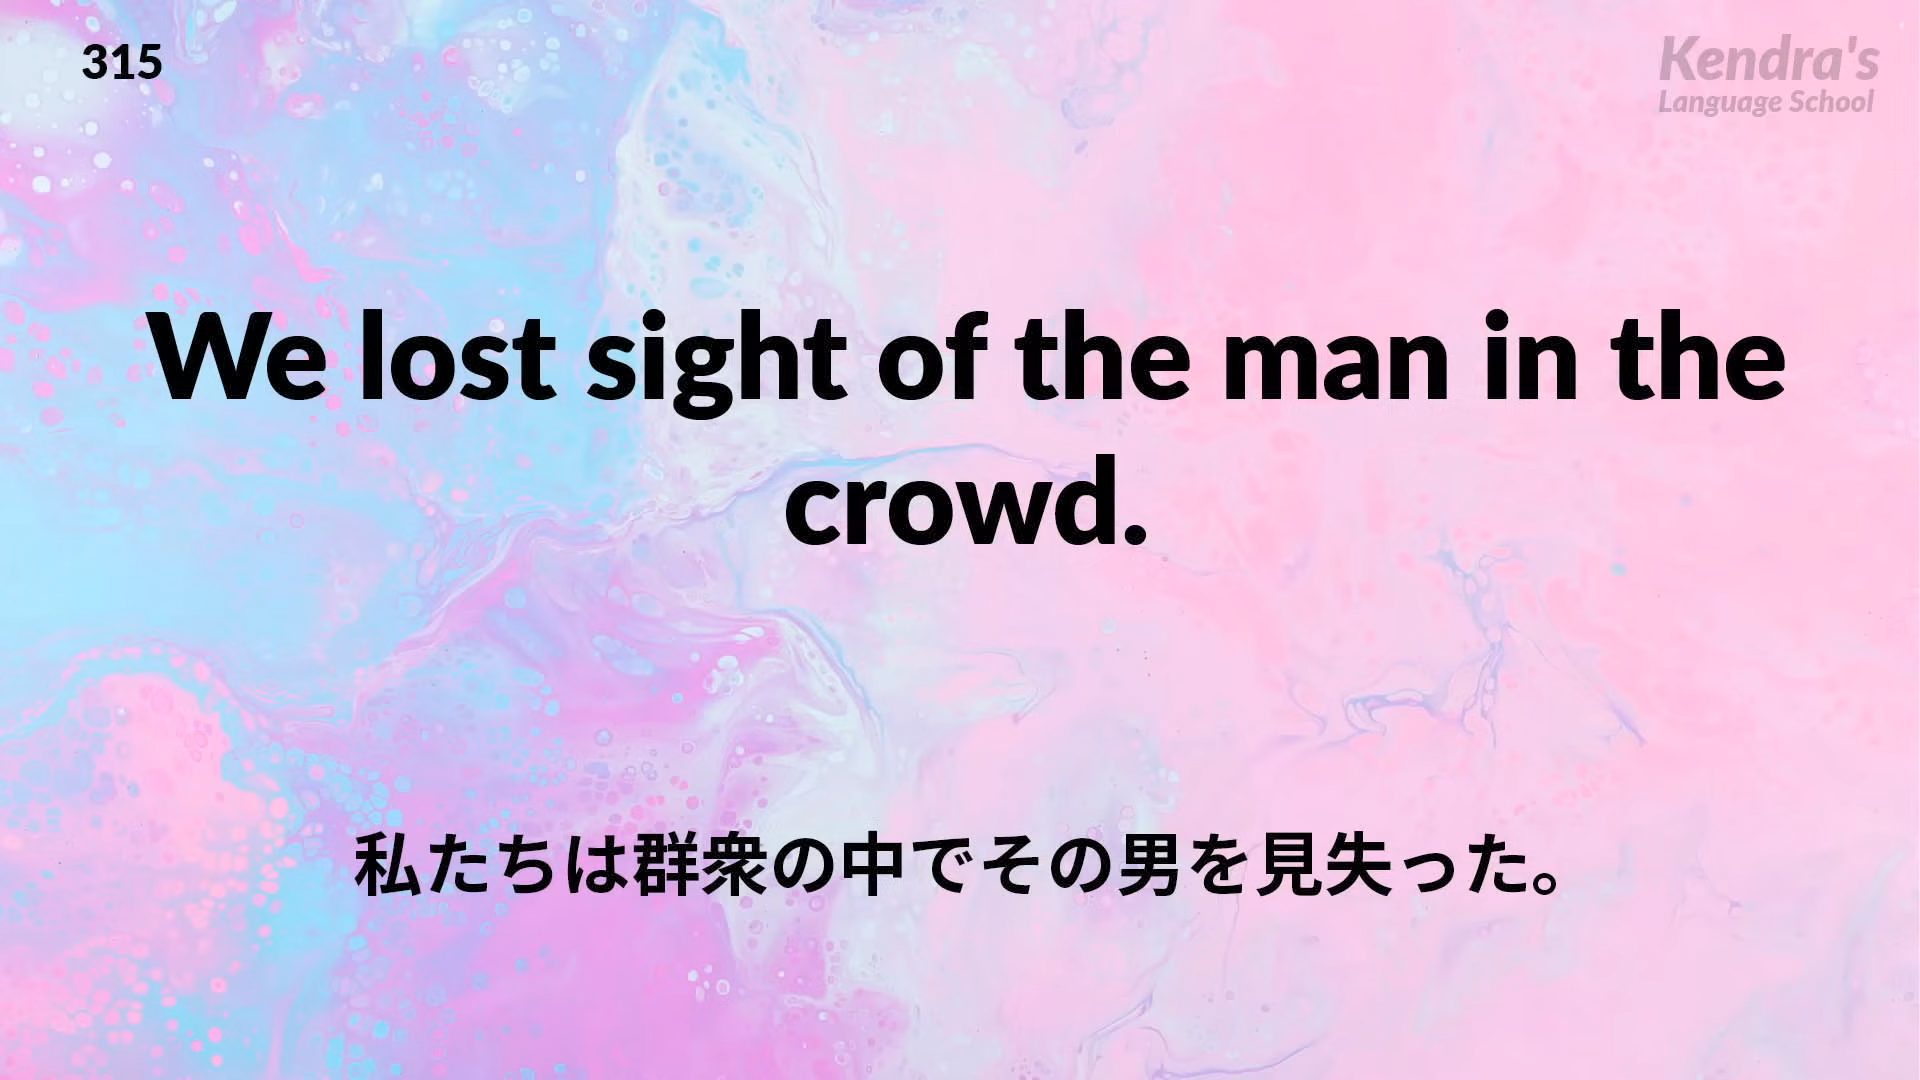 315
Kendra's
Language School
We lost sight of the man in the
crowd.
私たちは群衆の中でその男を見失った。